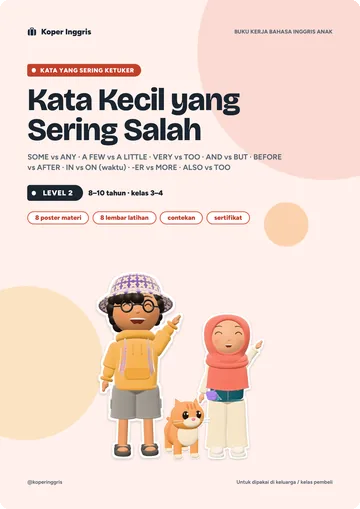 Koper Inggris
BUKU KERJA BAHASA INGGRIS ANAK
KATA YANG SERING KETUKER
Kata Kecil yang
Sering Salah
SOME vs ANY · A FEW vs A LITTLE · VERY vs TOO · AND vs BUT · BEFORE
vs AFTER · IN vs ON (waktu) · -ER vs MORE · ALSO vs TOO
LEVEL 2
8–10 tahun · kelas 3–4
8 poster materi
8 lembar latihan
contekan
sertifikat
@koperinggris
Untuk dipakai di keluarga / kelas pembeli